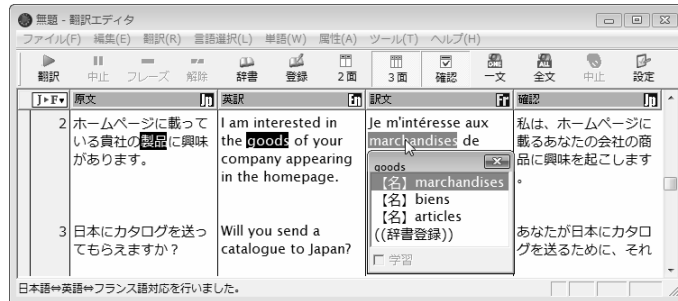 無題 - 翻訳エディタ
ファイル(F) 編集(E) 翻訳(R) 言語選択(L) 単語(W) 属性(A) ツール(T) ヘルプ(H)
翻訳 中止 フレーズ 解除 辞書 登録 2面 3面 確認 一文 全文 中止 設定
J▸F▾ 原文 英訳 訳文 確認
2 ホームページに載って
いる貴社の製品に興味
があります。
I am interested in
the goods of your
company appearing
in the homepage.
Je m'intéresse aux
marchandises de
私は、ホームページに
載るあなたの会社の商
品に興味を起こします
。
goods
【名】marchandises
【名】biens
【名】articles
((辞書登録))
学習
3 日本にカタログを送っ
てもらえますか？
Will you send a
catalogue to Japan?
あなたが日本にカタロ
グを送るために、それ
日本語⇔英語⇔フランス語対応を行いました。